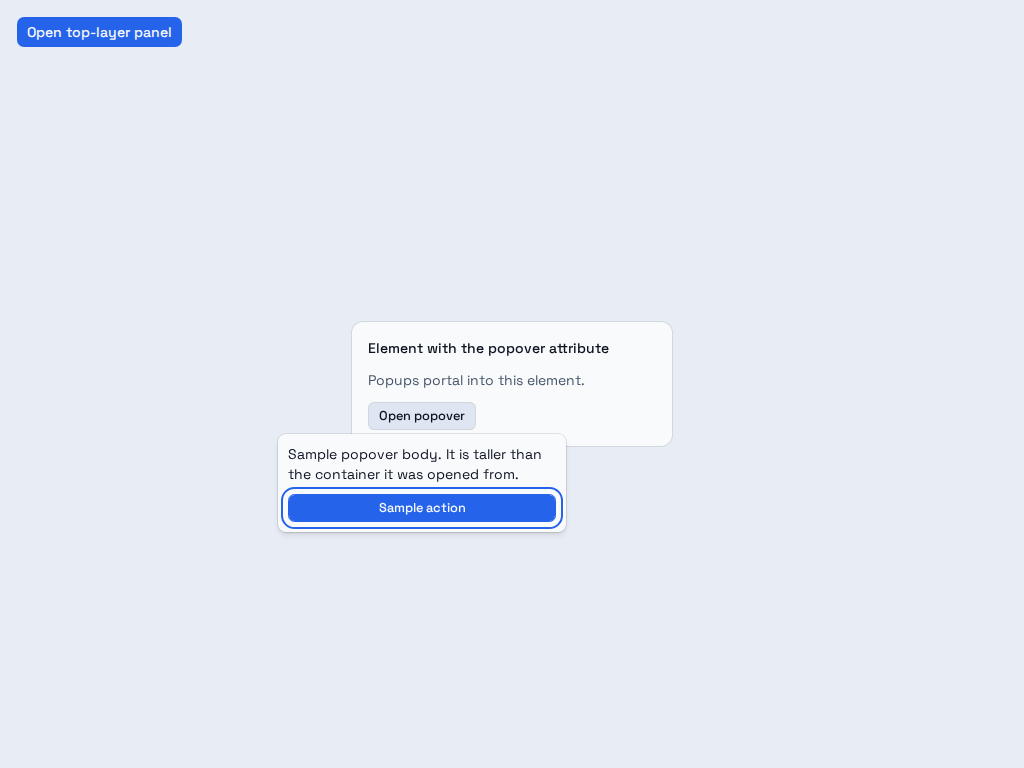 Open top-layer panel
Element with the popover attribute
Popups portal into this element.
Open popover
Sample popover body. It is taller than
the container it was opened from.
Sample action